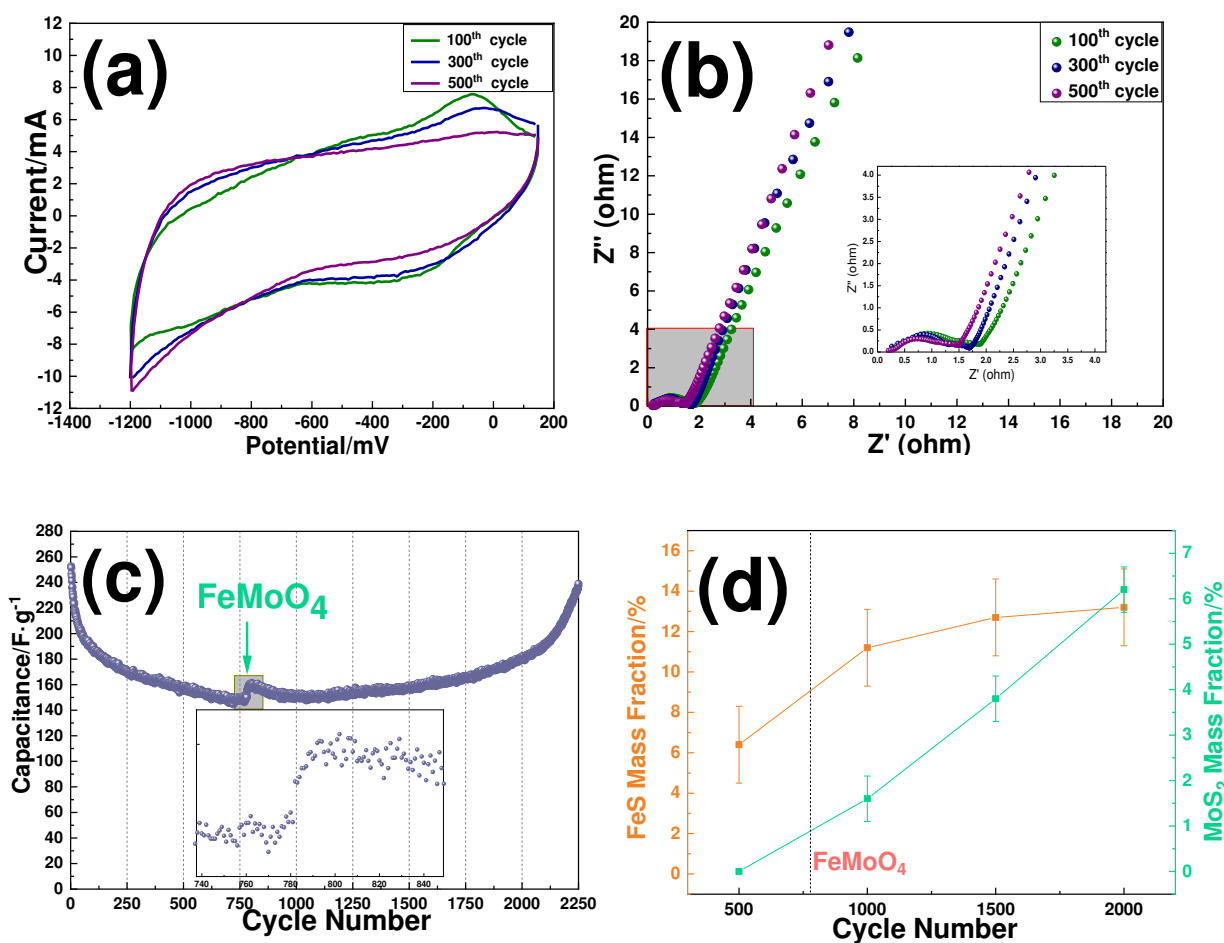 (a)
100th cycle
300th cycle
500th cycle
12
10
8
6
4
2
0
-2
-4
-6
-8
-10
-12
Current/mA
-1400 -1200 -1000 -800 -600 -400 -200 0 200
Potential/mV
(b)
100th cycle
300th cycle
500th cycle
20
18
16
14
12
10
8
6
4
2
0
Z'' (ohm)
0 2 4 6 8 10 12 14 16 18 20
Z' (ohm)
4.0
3.5
3.0
2.5
2.0
1.5
1.0
0.5
0.0
Z'' (ohm)
0.0 0.5 1.0 1.5 2.0 2.5 3.0 3.5 4.0
Z' (ohm)
(c)
FeMoO4
280
260
240
220
200
180
160
140
120
100
80
60
40
20
0
Capacitance/F·g-1
740 760 780 800 820 840
0 250 500 750 1000 1250 1500 1750 2000 2250
Cycle Number
(d)
16
14
12
10
8
6
4
2
0
FeS Mass Fraction/%
7
6
5
4
3
2
1
0
MoS2 Mass Fraction/%
FeMoO4
500 1000 1500 2000
Cycle Number